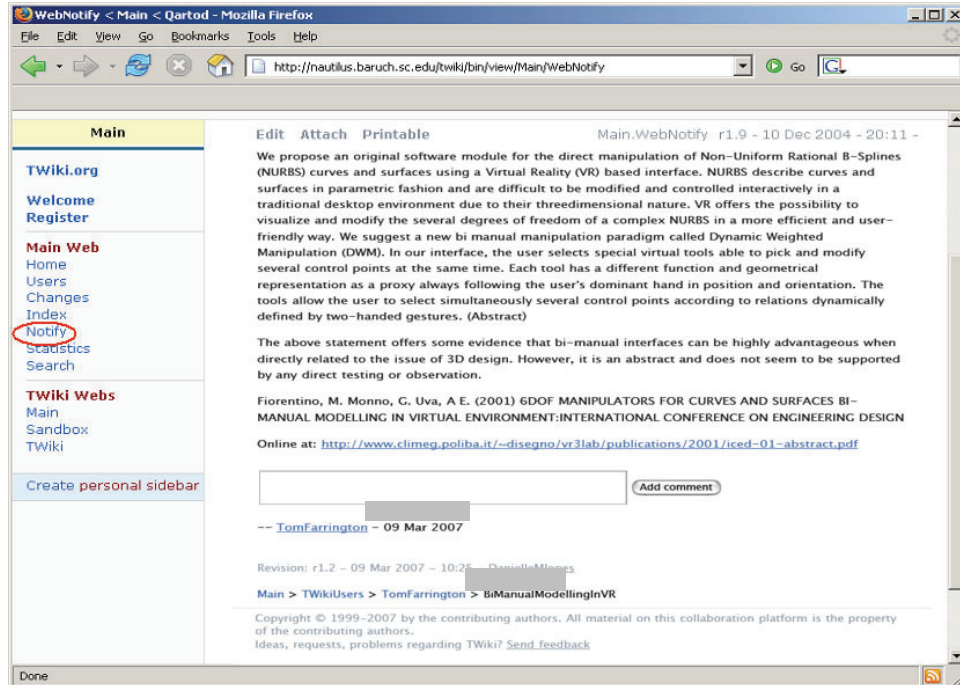 WebNotify < Main < Qartod - Mozilla Firefox
File Edit View Go Bookmarks Tools Help
http://nautilus.baruch.sc.edu/twiki/bin/view/Main/WebNotify Go G
Main
TWiki.org
Welcome
Register
Main Web
Home
Users
Changes
Index
Notify
Statistics
Search
TWiki Webs
Main
Sandbox
TWiki
Create personal sidebar
Edit Attach Printable Main.WebNotify r1.9 - 10 Dec 2004 - 20:11 -
We propose an original software module for the direct manipulation of Non-Uniform Rational B-Splines
(NURBS) curves and surfaces using a Virtual Reality (VR) based interface. NURBS describe curves and
surfaces in parametric fashion and are difficult to be modified and controlled interactively in a
traditional desktop environment due to their threedimensional nature. VR offers the possibility to
visualize and modify the several degrees of freedom of a complex NURBS in a more efficient and user-
friendly way. We suggest a new bi manual manipulation paradigm called Dynamic Weighted
Manipulation (DWM). In our interface, the user selects special virtual tools able to pick and modify
several control points at the same time. Each tool has a different function and geometrical
representation as a proxy always following the user's dominant hand in position and orientation. The
tools allow the user to select simultaneously several control points according to relations dynamically
defined by two-handed gestures. (Abstract)
The above statement offers some evidence that bi-manual interfaces can be highly advantageous when
directly related to the issue of 3D design. However, it is an abstract and does not seem to be supported
by any direct testing or observation.
Fiorentino, M. Monno, G. Uva, A E. (2001) 6DOF MANIPULATORS FOR CURVES AND SURFACES BI-
MANUAL MODELLING IN VIRTUAL ENVIRONMENT:INTERNATIONAL CONFERENCE ON ENGINEERING DESIGN
Online at: http://www.climeg.poliba.it/~disegno/vr3lab/publications/2001/iced-01-abstract.pdf
Add comment
-- TomFarrington - 09 Mar 2007
Revision: r1.2 - 09 Mar 2007 - 10:25
Main > TWikiUsers > TomFarrington > BiManualModellingInVR
Copyright © 1999-2007 by the contributing authors. All material on this collaboration platform is the property
of the contributing authors.
Ideas, requests, problems regarding TWiki? Send feedback
Done